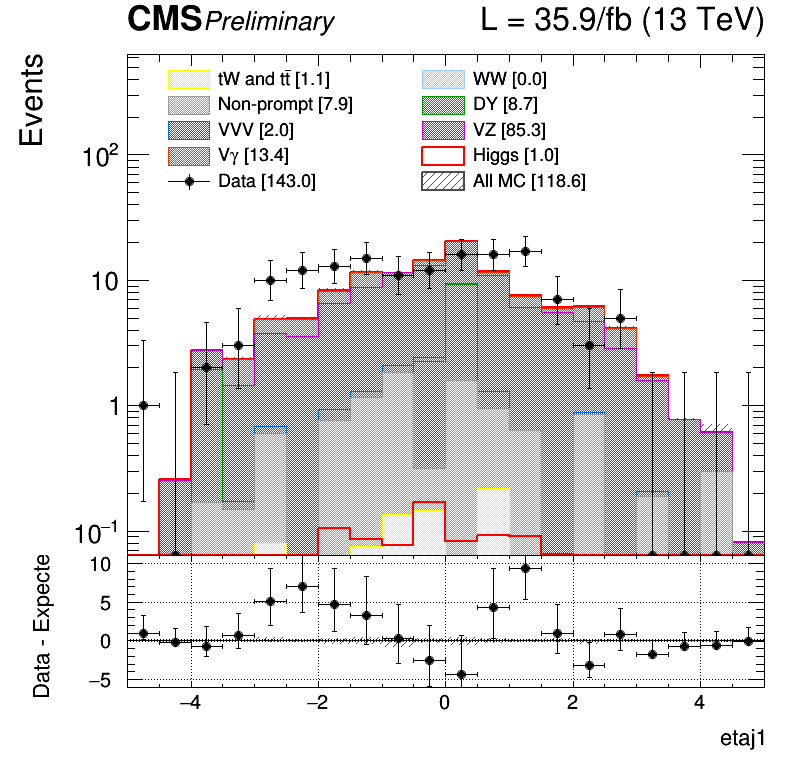 CMS Preliminary L = 35.9/fb (13 TeV)
Events
tW and tt̄ [1.1] WW [0.0]
Non-prompt [7.9] DY [8.7]
VVV [2.0] VZ [85.3]
Vγ [13.4] Higgs [1.0]
Data [143.0] All MC [118.6]
10²
10
1
10⁻¹
Data - Expecte
10
5
0
−5
−4 −2 0 2 4
etaj1